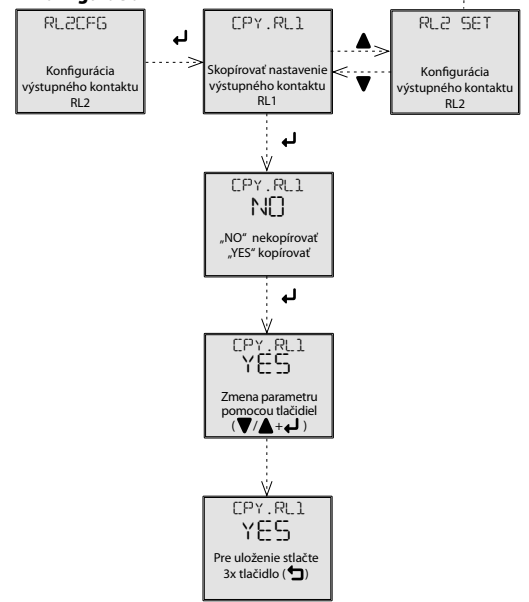 RL2CFG
Konfigurácia
výstupného kontaktu
RL2
CPY.RL1
Skopírovať nastavenie
výstupného kontaktu
RL1
RL2 SET
Konfigurácia
výstupného kontaktu
RL2
CPY.RL1
NO
„NO“ nekopírovať
„YES“ kopírovať
CPY.RL1
YES
Zmena parametru
pomocou tlačidiel
(▼/▲+↵)
CPY.RL1
YES
Pre uloženie stlačte
3x tlačidlo (⮌)